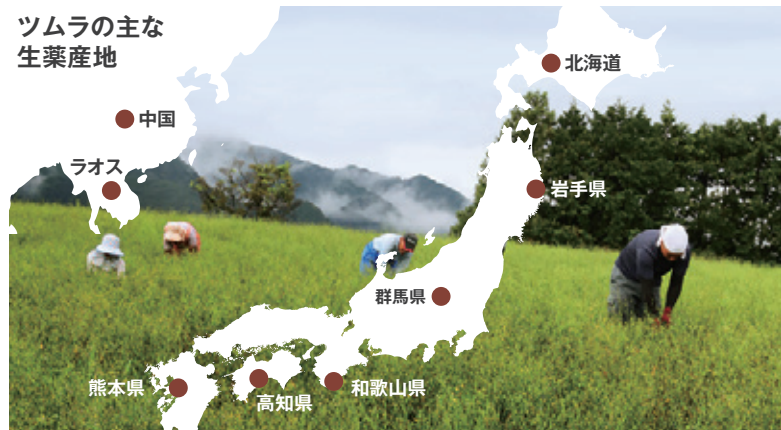 ツムラの主な
生薬産地
北海道
中国
ラオス
岩手県
群馬県
熊本県
高知県
和歌山県